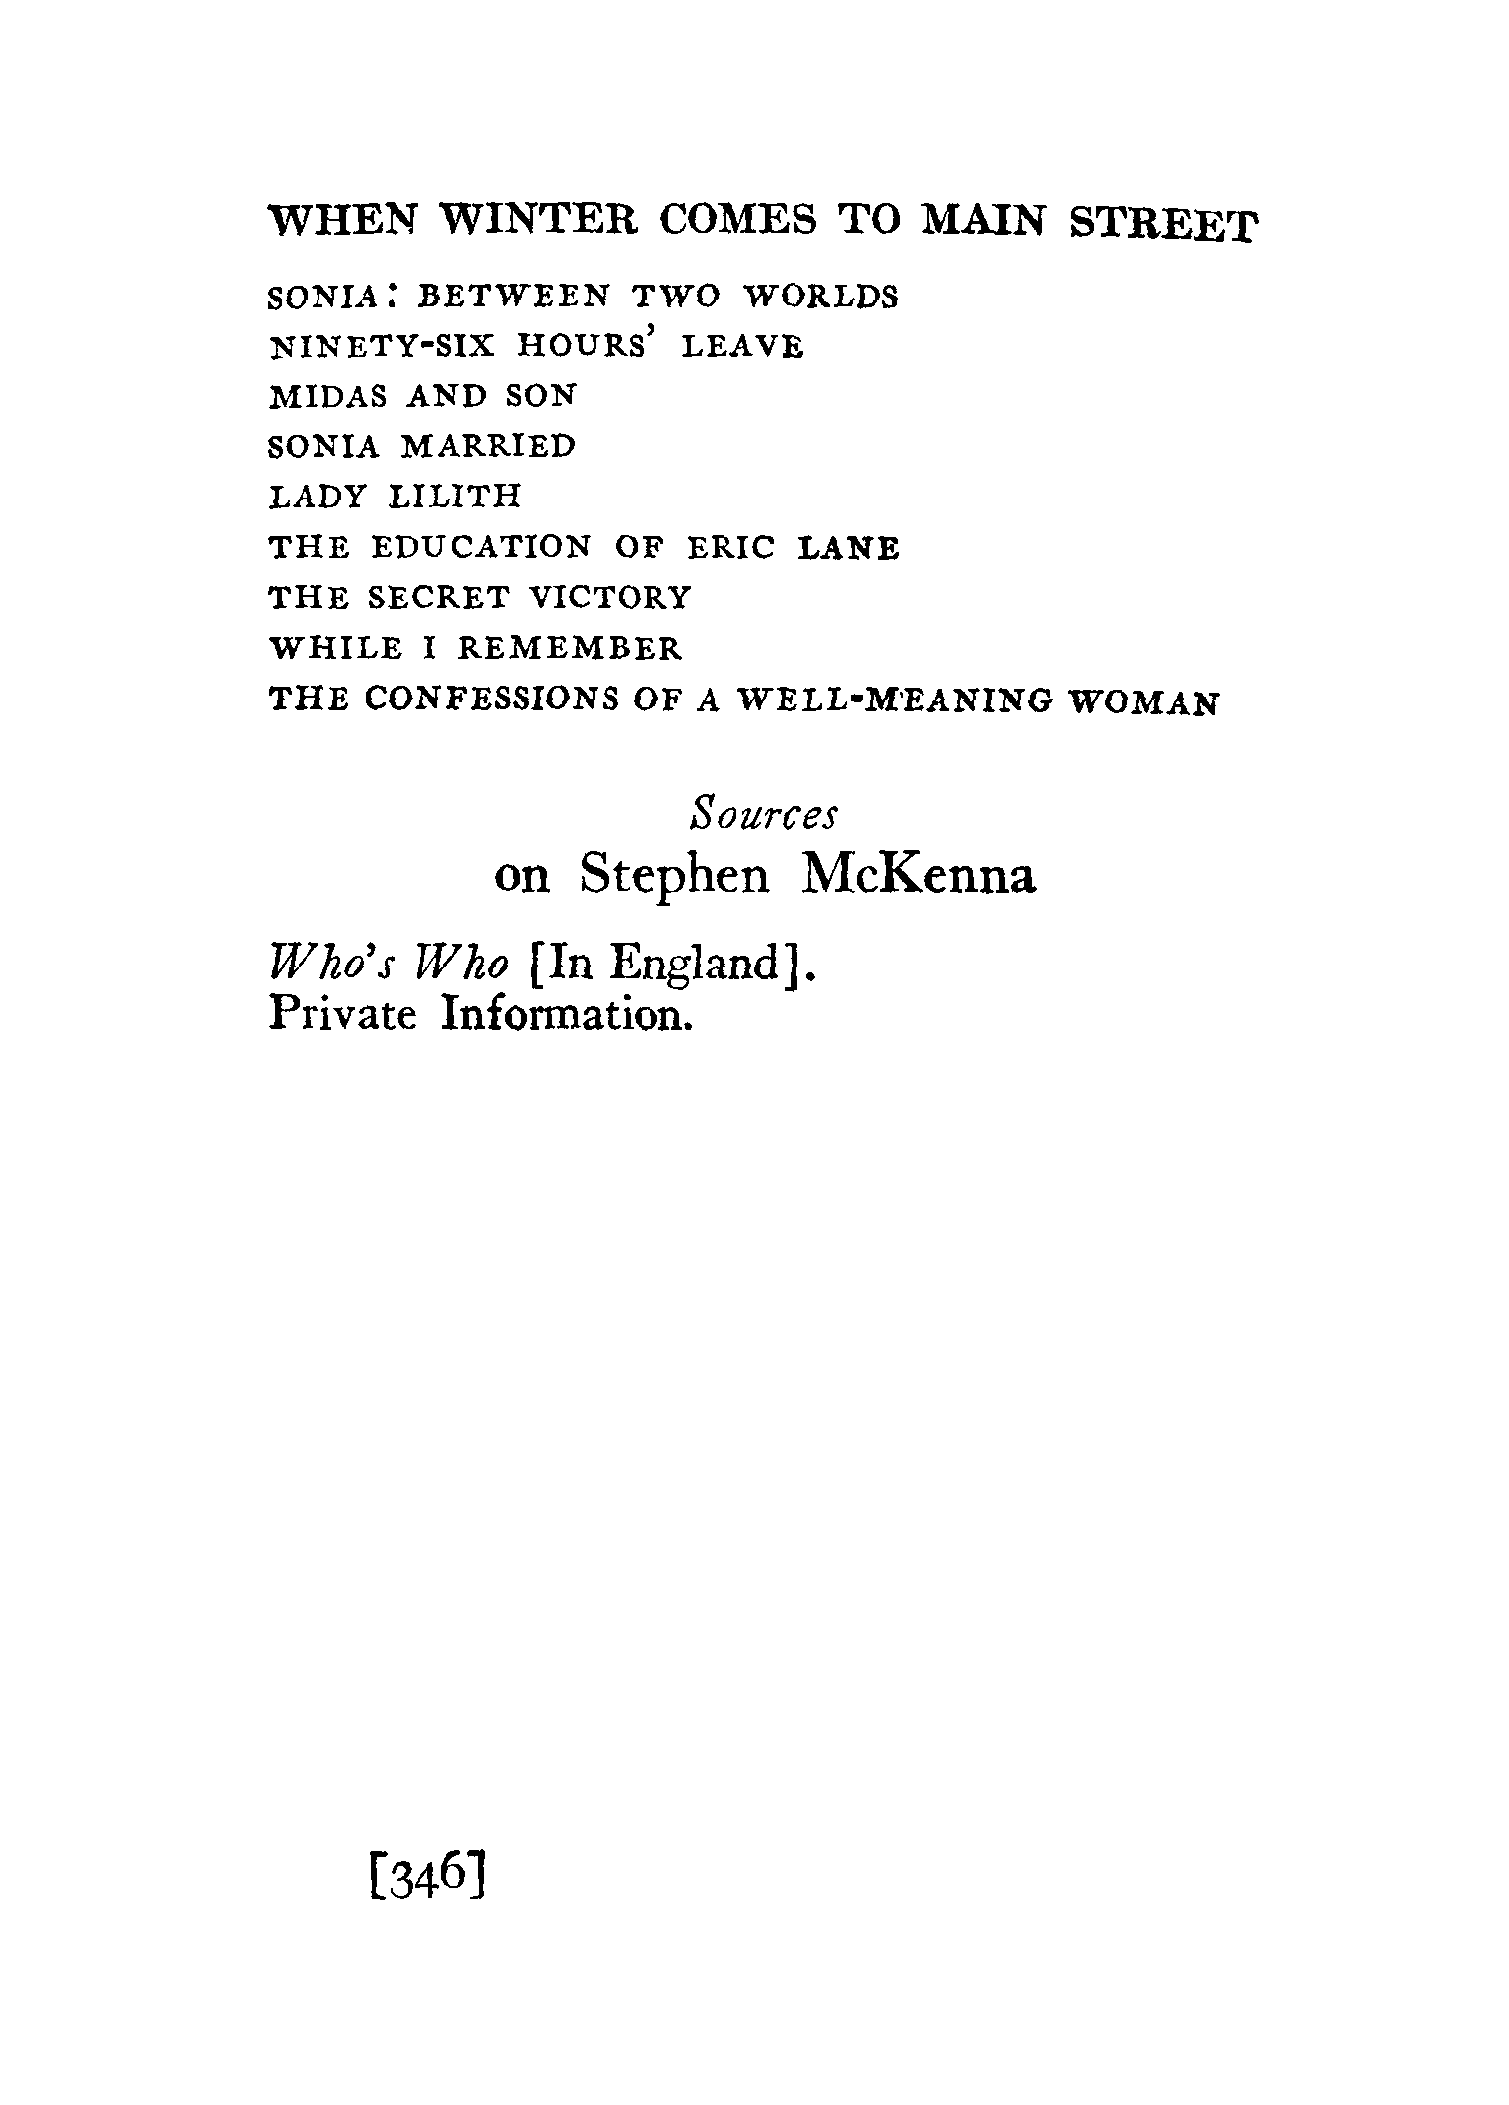 WHEN WINTER COMES TO MAIN STREET
SONIA: BETWEEN TWO WORLDS
NINETY-SIX HOURS' LEAVE
MIDAS AND SON
SONIA MARRIED
LADY LILITH
THE EDUCATION OF ERIC LANE
THE SECRET VICTORY
WHILE I REMEMBER
THE CONFESSIONS OF A WELL-MEANING WOMAN
Sources
on Stephen McKenna
Who's Who [In England].
Private Information.
[346]